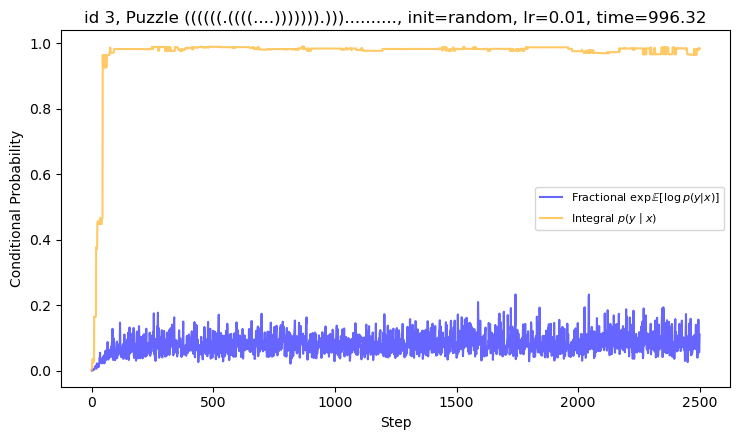 id 3, Puzzle ((((((.((((....))))))).))).........., init=random, lr=0.01, time=996.32
1.0
0.8
0.6
0.4
0.2
0.0
Conditional Probability
Fractional exp𝔼[log p(y|x)]
Integral p(y | x)
0 500 1000 1500 2000 2500
Step